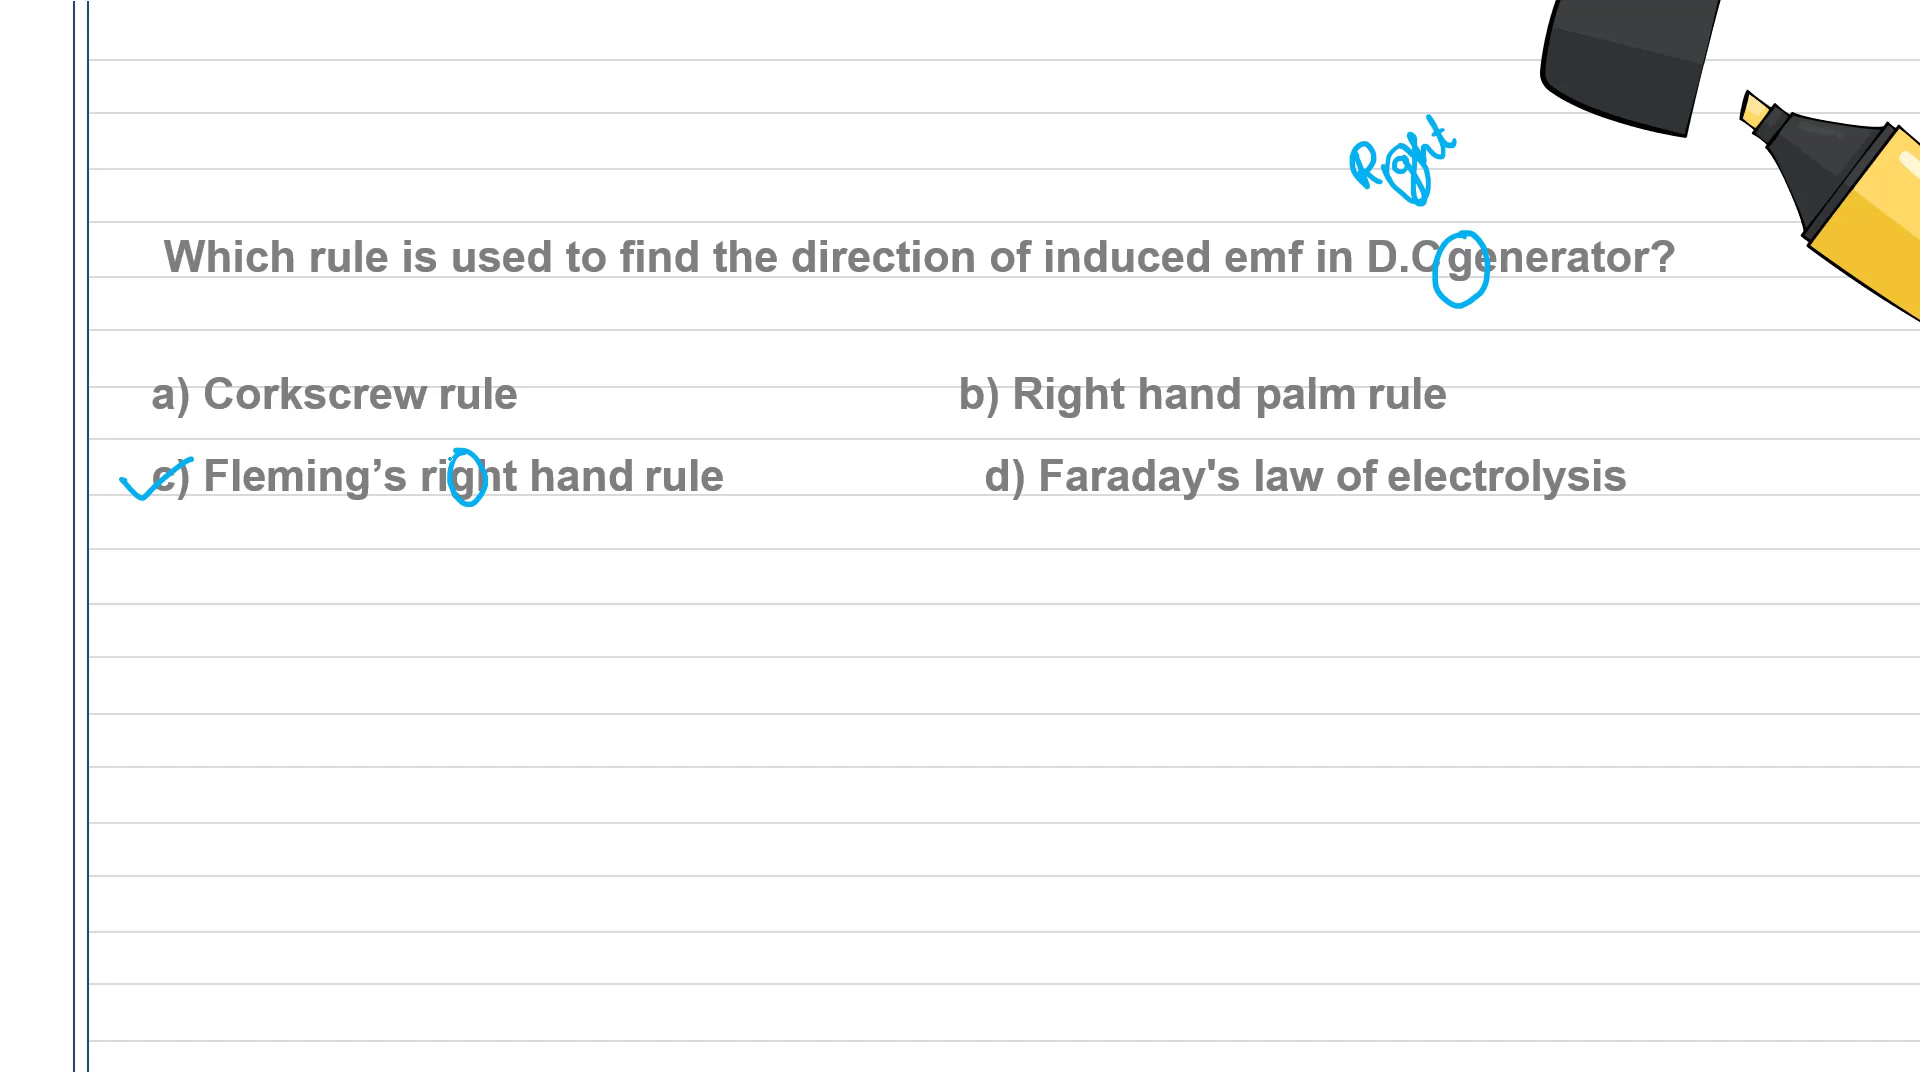 Right
Which rule is used to find the direction of induced emf in D.C generator?
a) Corkscrew rule b) Right hand palm rule
c) Fleming’s right hand rule d) Faraday's law of electrolysis